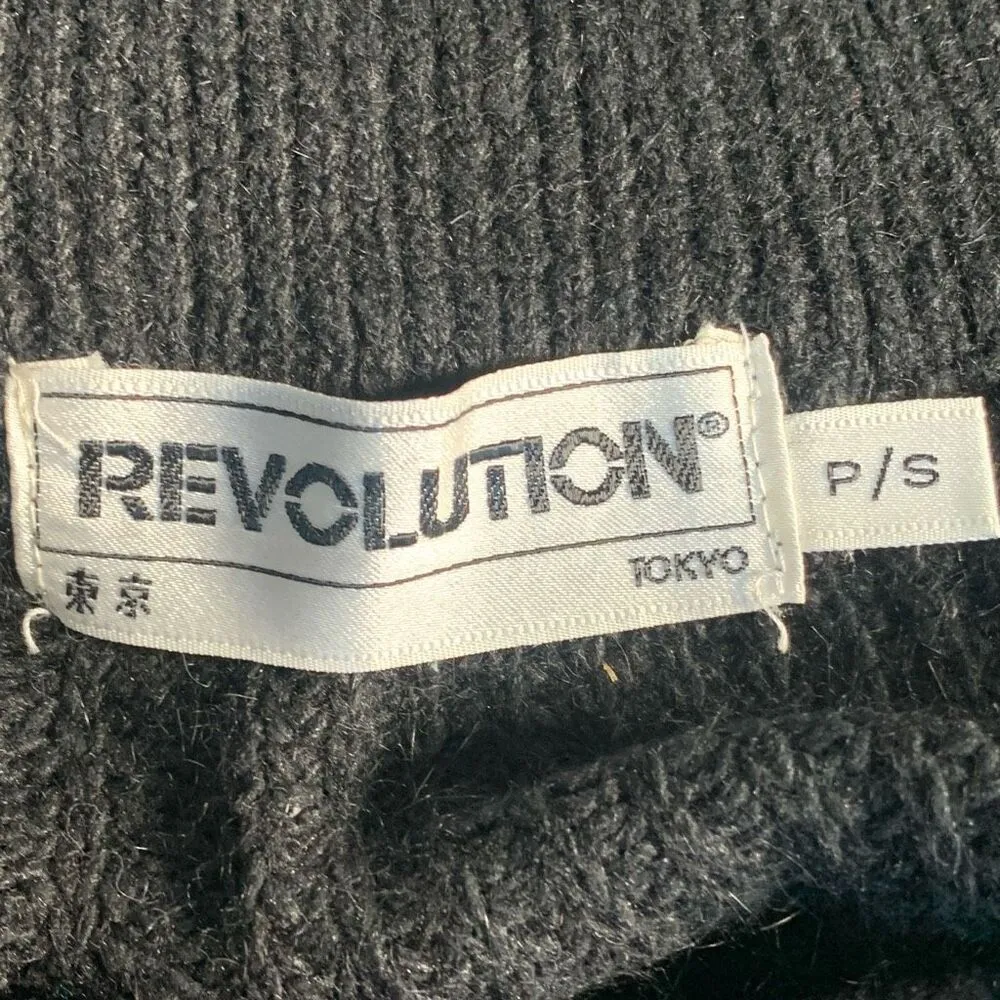 REVOLUTION®
東京 TOKYO
P/S